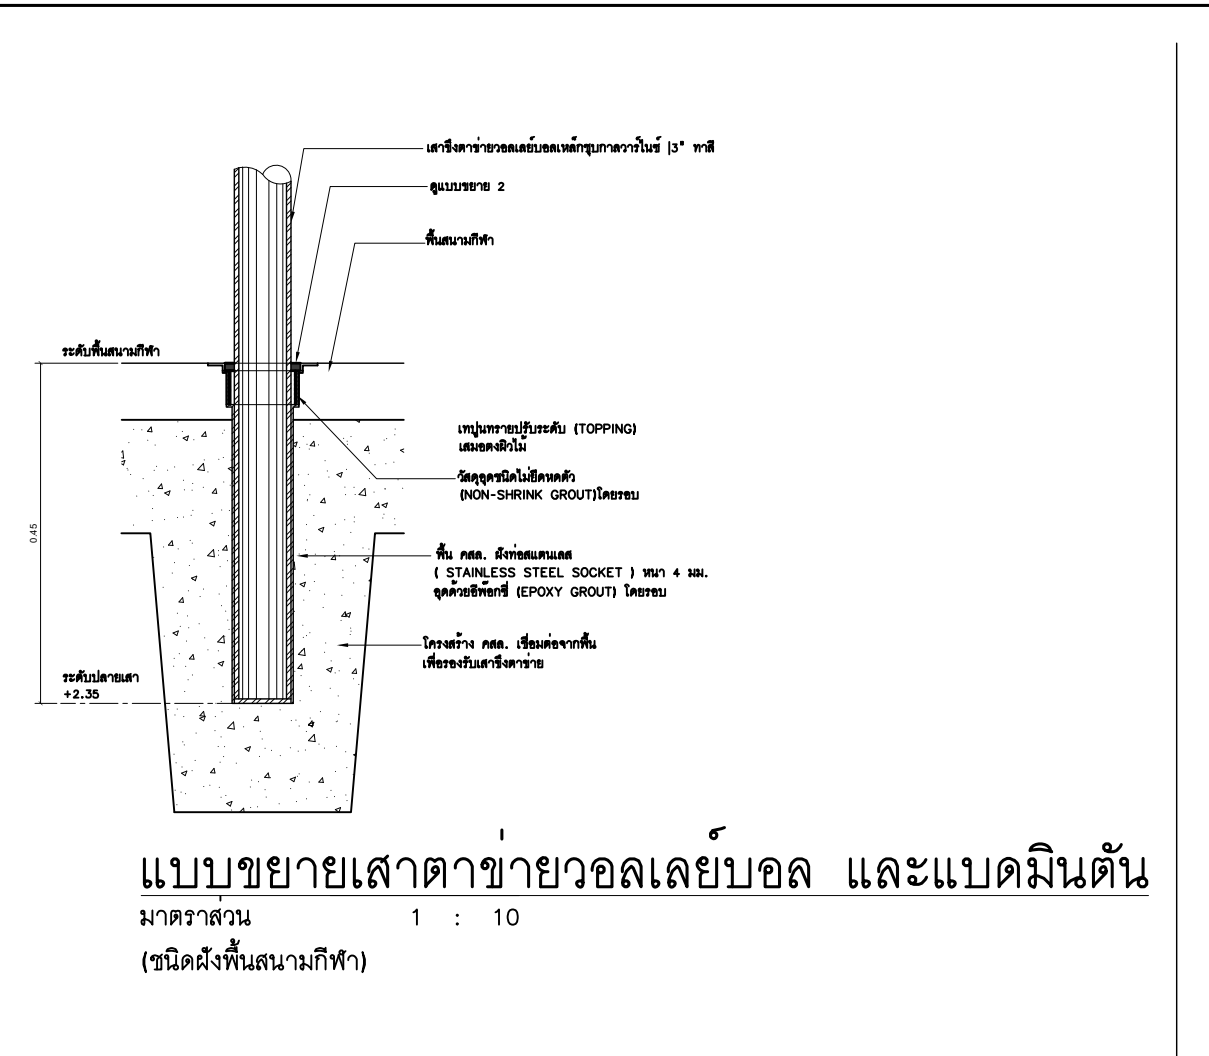 เสาขึงตาข่ายวอลเลย์บอลเหล็กชุบกาลวาร์ไนซ์ |3" ทาสี
ดูแบบขยาย 2
พื้นสนามกีฬา
ระดับพื้นสนามกีฬา
เทปูนทรายปรับระดับ (TOPPING)
เสมอตงผิวไม้
วัสดุอุดชนิดไม่ยืดหดตัว
(NON-SHRINK GROUT)โดยรอบ
0.45
พื้น คสล. ฝังท่อสแตนเลส
( STAINLESS STEEL SOCKET ) หนา 4 มม.
อุดด้วยอีพ๊อกซี่ (EPOXY GROUT) โดยรอบ
โครงสร้าง คสล. เชื่อมต่อจากพื้น
เพื่อรองรับเสาขึงตาข่าย
ระดับปลายเสา
+2.35
แบบขยายเสาตาข่ายวอลเลย์บอล และแบดมินตัน
มาตราส่วน 1 : 10
(ชนิดฝังพื้นสนามกีฬา)